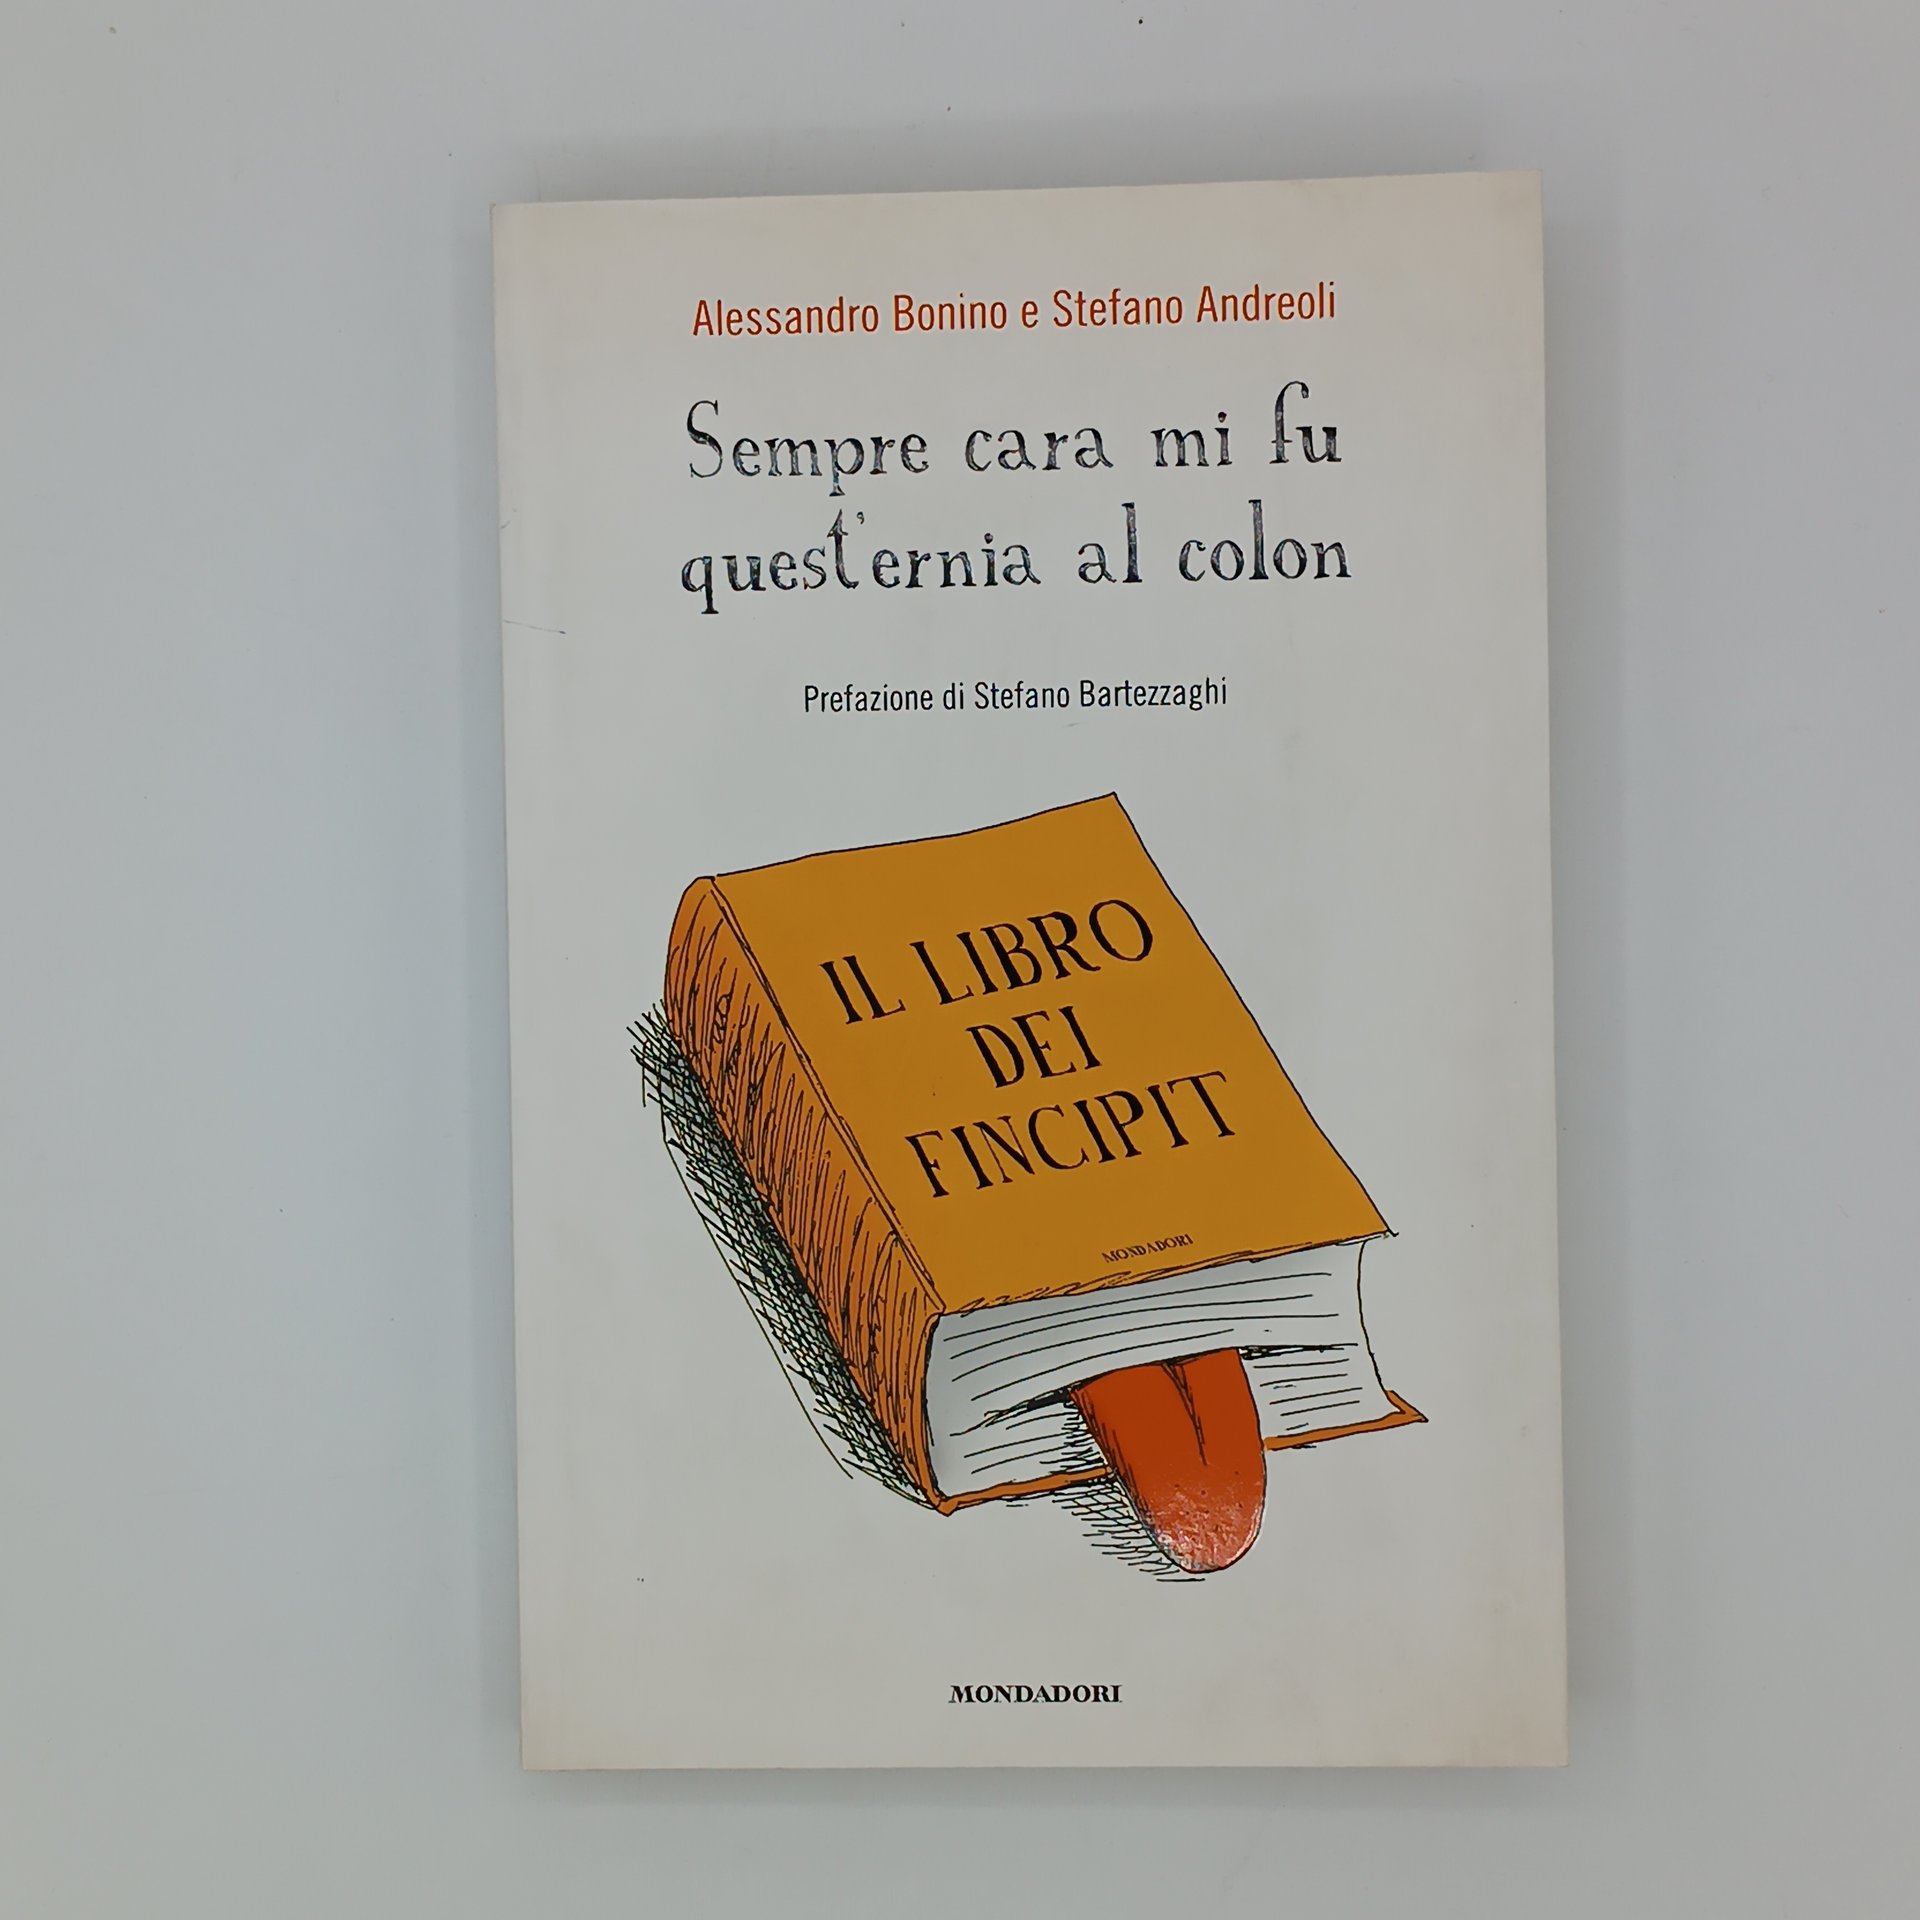 Alessandro Bonino e Stefano Andreoli
Sempre cara mi fu
quest'ernia al colon
Prefazione di Stefano Bartezzaghi
IL LIBRO
DEI
FINCIPIT
MONDADORI
MONDADORI